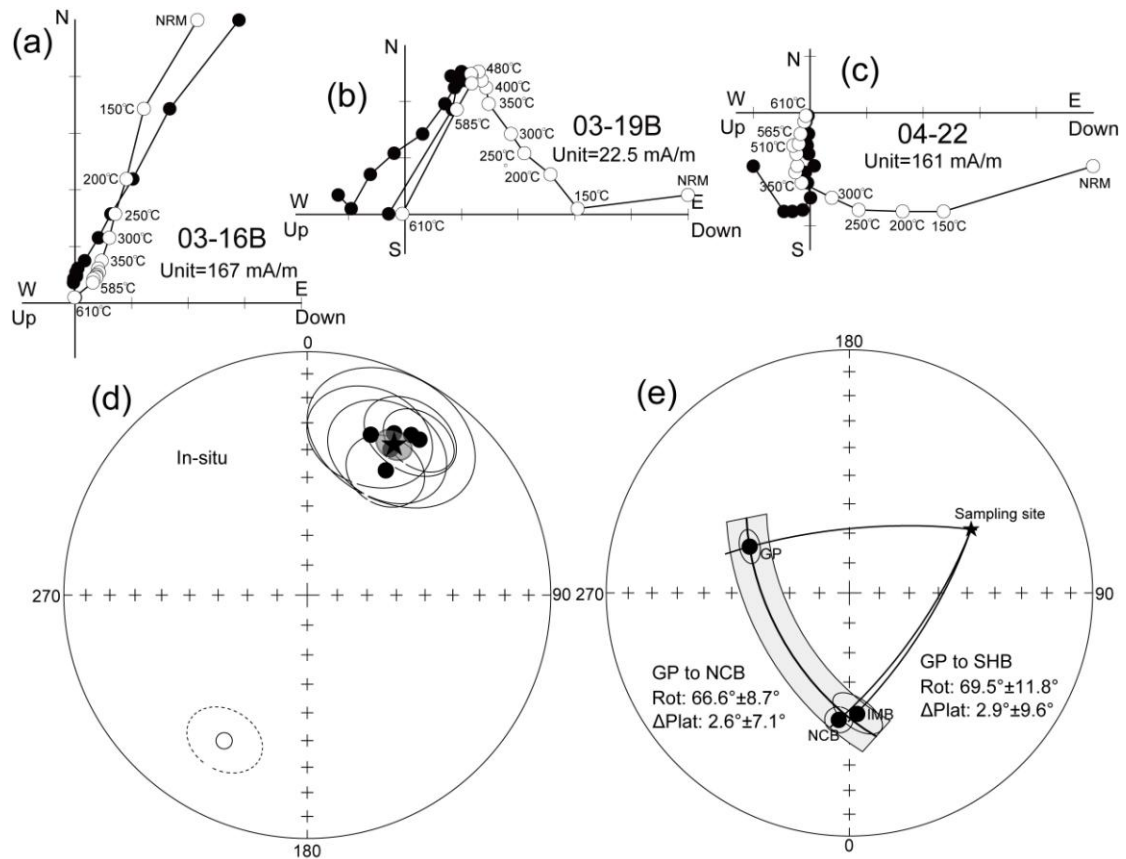 (a)
N
NRM
150°C
200°C
250°C
300°C
350°C
585°C
610°C
03-16B
Unit=167 mA/m
W
Up
E
Down
(b)
N
480°C
400°C
350°C
585°C
300°C
250°C
200°C
150°C
NRM
610°C
03-19B
Unit=22.5 mA/m
W
Up
E
Down
S
(c)
N
W
Up
E
Down
610°C
565°C
510°C
350°C
300°C
250°C
200°C
150°C
NRM
04-22
Unit=161 mA/m
S
(d)
0
In-situ
270
90
180
(e)
180
Sampling site
GP
270
90
GP to NCB
Rot: 66.6°±8.7°
ΔPlat: 2.6°±7.1°
GP to SHB
Rot: 69.5°±11.8°
ΔPlat: 2.9°±9.6°
IMB
NCB
0